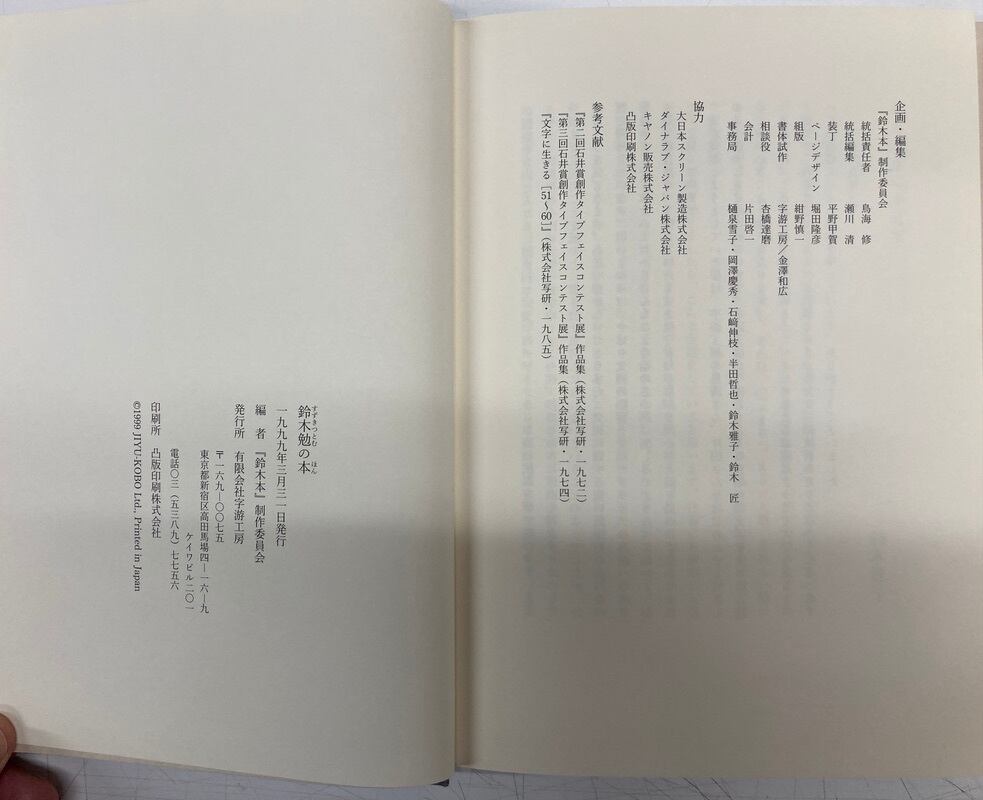 企画・編集
『鈴木本』制作委員会
統括責任者 鳥海 修
統括編集 瀬川 清
装丁 平野甲賀
ページデザイン 堀田隆彦
組版 紺野慎一
書体試作 字游工房／金澤和広
相談役 杏橋達磨
会計 片田啓一
事務局 樋泉雪子・岡澤慶秀・石﨑伸枝・半田哲也・鈴木雅子・鈴木 匠
協力
大日本スクリーン製造株式会社
ダイナラブ・ジャパン株式会社
キヤノン販売株式会社
凸版印刷株式会社
参考文献
『第二回石井賞創作タイプフェイスコンテスト展』作品集（株式会社写研・一九七二）
『第三回石井賞創作タイプフェイスコンテスト展』作品集（株式会社写研・一九七四）
『文字に生きる［51〜60］』（株式会社写研・一九八五）
鈴木勉の本
すずきつとむ ほん
一九九九年三月三一日発行
編 者 『鈴木本』制作委員会
発行所 有限会社字游工房
〒一六九―〇〇七五
東京都新宿区高田馬場四―一六―九
ケイワビル二〇一
電話〇三（五三八九）七七五六
印刷所 凸版印刷株式会社
©1999 JIYU-KOBO Ltd., Printed in Japan